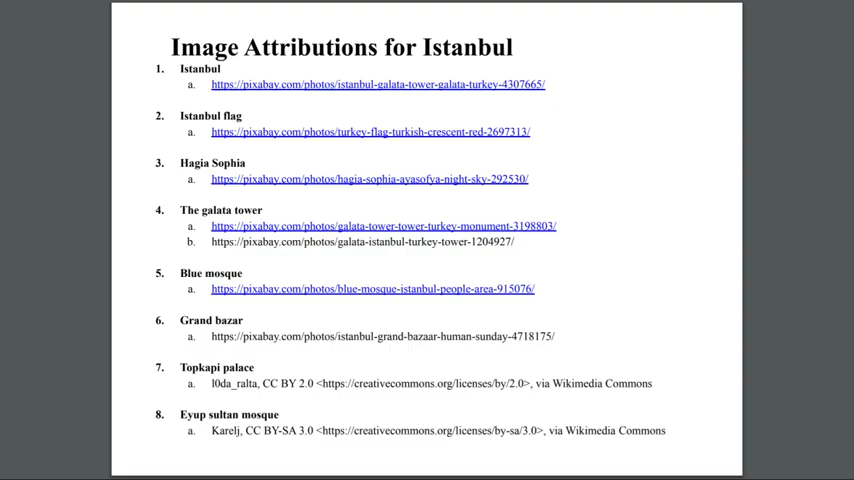 Image Attributions for Istanbul
1. Istanbul
a. https://pixabay.com/photos/istanbul-galata-tower-galata-turkey-4307665/
2. Istanbul flag
a. https://pixabay.com/photos/turkey-flag-turkish-crescent-red-2697313/
3. Hagia Sophia
a. https://pixabay.com/photos/hagia-sophia-ayasofya-night-sky-292530/
4. The galata tower
a. https://pixabay.com/photos/galata-tower-tower-turkey-monument-3198803/
b. https://pixabay.com/photos/galata-istanbul-turkey-tower-1204927/
5. Blue mosque
a. https://pixabay.com/photos/blue-mosque-istanbul-people-area-915076/
6. Grand bazar
a. https://pixabay.com/photos/istanbul-grand-bazaar-human-sunday-4718175/
7. Topkapi palace
a. l0da_ralta, CC BY 2.0 <https://creativecommons.org/licenses/by/2.0>, via Wikimedia Commons
8. Eyup sultan mosque
a. Karelj, CC BY-SA 3.0 <https://creativecommons.org/licenses/by-sa/3.0>, via Wikimedia Commons